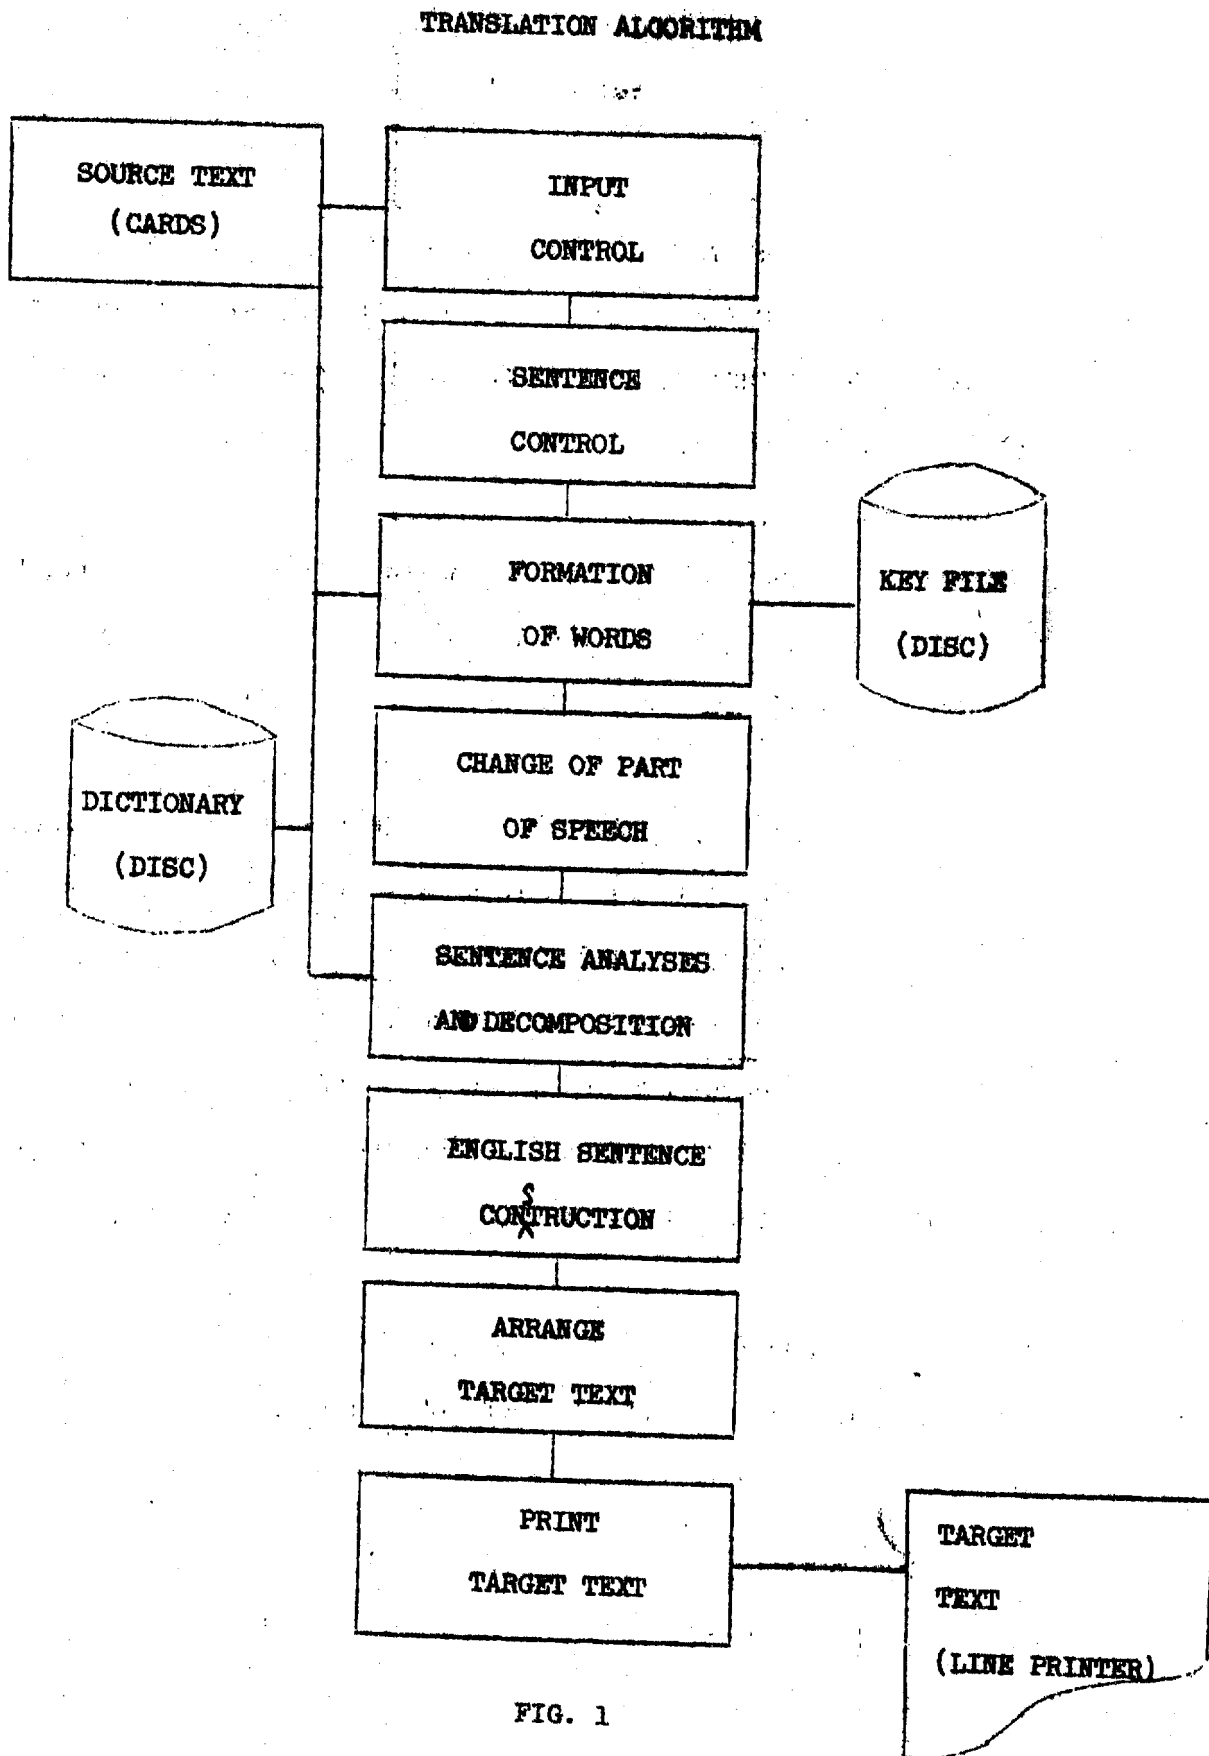 TRANSLATION ALGORITHM
SOURCE TEXT
(CARDS)
INPUT
CONTROL
SENTENCE
CONTROL
FORMATION
OF WORDS
KEY FILE
(DISC)
CHANGE OF PART
OF SPEECH
DICTIONARY
(DISC)
SENTENCE ANALYSES
AND DECOMPOSITION
ENGLISH SENTENCE
CONSTRUCTION
ARRANGE
TARGET TEXT
PRINT
TARGET TEXT
TARGET
TEXT
(LINE PRINTER)
FIG. 1